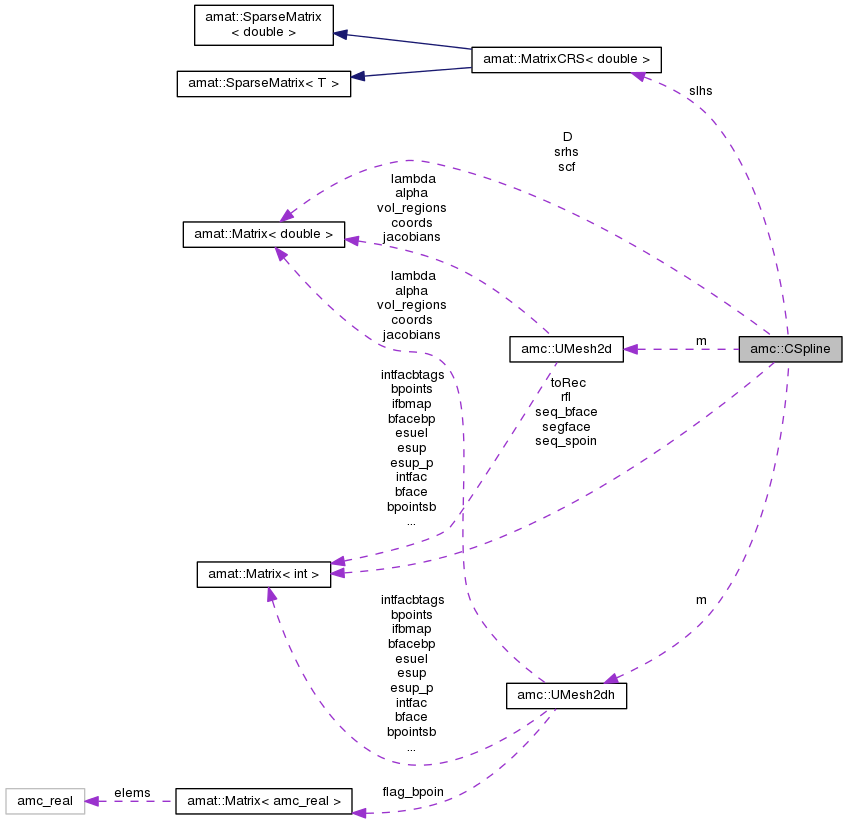 amat::SparseMatrix
< double >
amat::MatrixCRS< double >
amat::SparseMatrix< T >
slhs
D
srhs
scf
lambda
alpha
vol_regions
coords
jacobians
amat::Matrix< double >
lambda
alpha
vol_regions
coords
jacobians
amc::UMesh2d
m
amc::CSpline
intfacbtags
bpoints
ifbmap
bfacebp
esuel
esup
esup_p
intfac
bface
bpointsb
...
toRec
rfl
seq_bface
segface
seq_spoin
amat::Matrix< int >
m
intfacbtags
bpoints
ifbmap
bfacebp
esuel
esup
esup_p
intfac
bface
bpointsb
...
amc::UMesh2dh
flag_bpoin
amc_real
elems
amat::Matrix< amc_real >